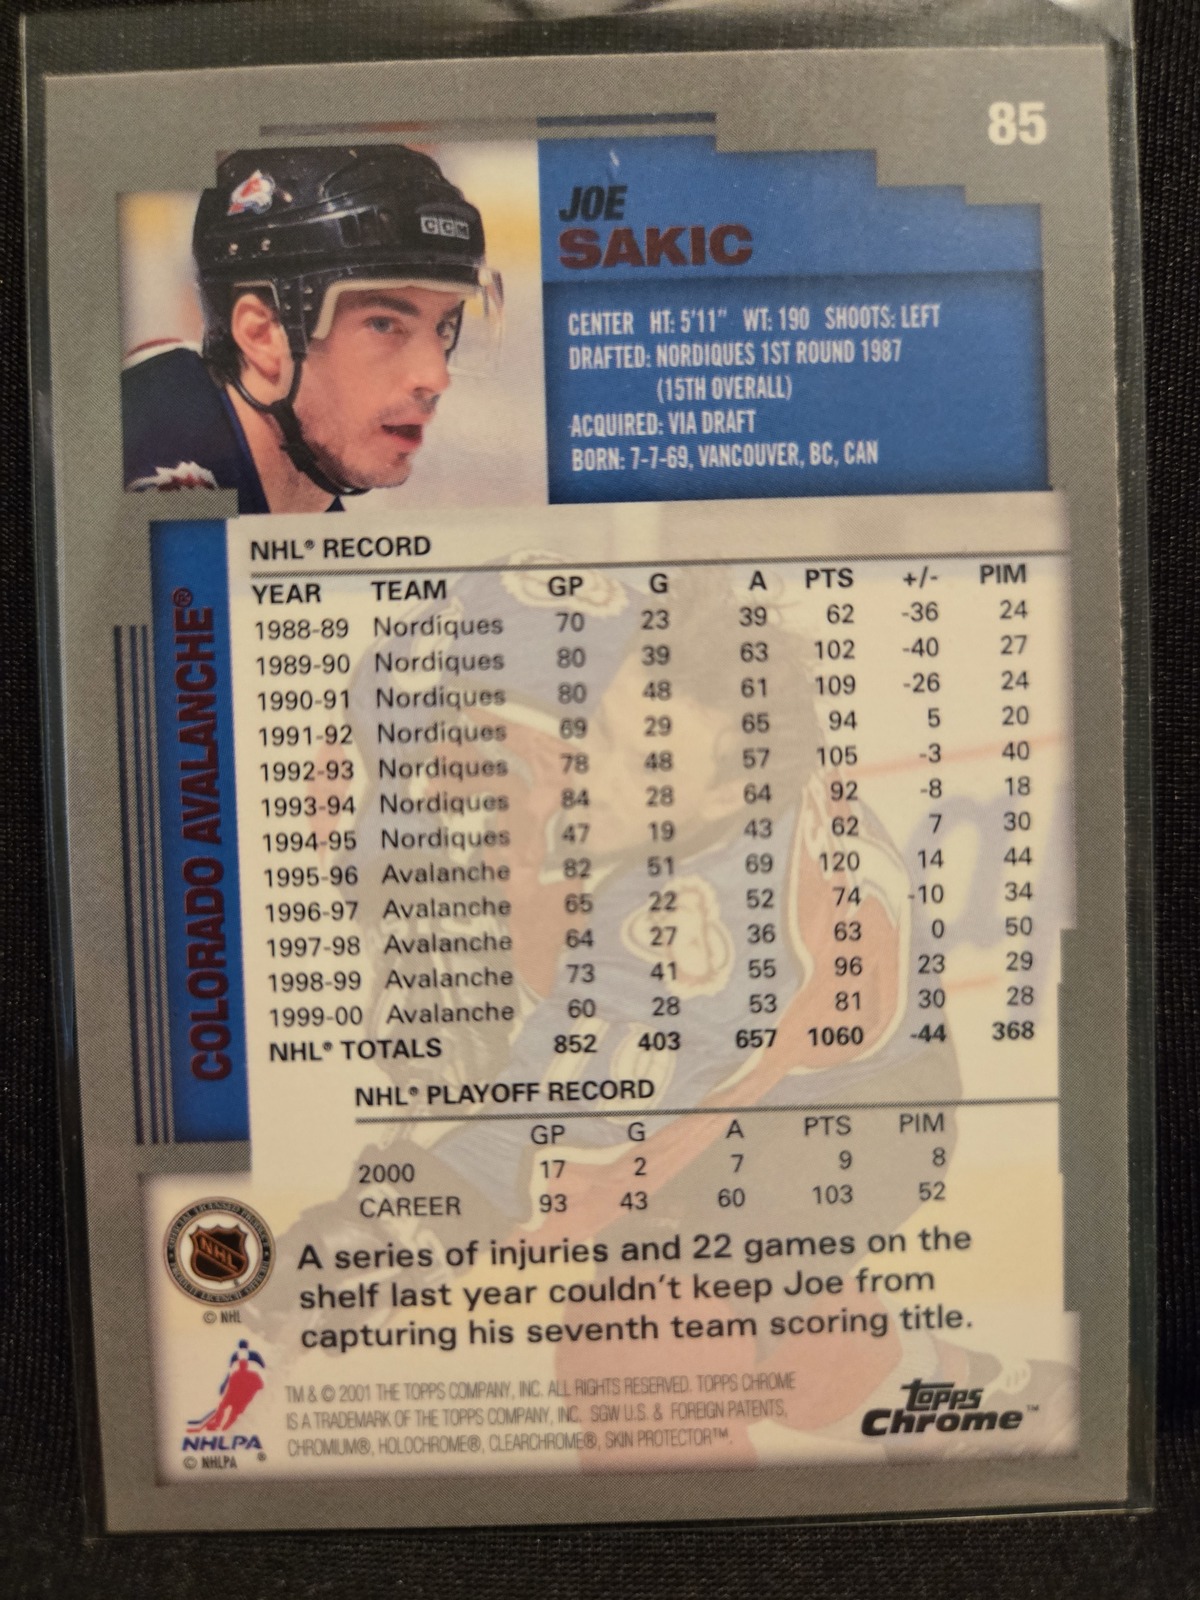 85
CCM
JOE
SAKIC
CENTER HT: 5'11" WT: 190 SHOOTS: LEFT
DRAFTED: NORDIQUES 1ST ROUND 1987
(15TH OVERALL)
ACQUIRED: VIA DRAFT
BORN: 7-7-69, VANCOUVER, BC, CAN
COLORADO AVALANCHE®
NHL® RECORD
YEAR TEAM GP G A PTS +/- PIM
1988-89 Nordiques 70 23 39 62 -36 24
1989-90 Nordiques 80 39 63 102 -40 27
1990-91 Nordiques 80 48 61 109 -26 24
1991-92 Nordiques 69 29 65 94 5 20
1992-93 Nordiques 78 48 57 105 -3 40
1993-94 Nordiques 84 28 64 92 -8 18
1994-95 Nordiques 47 19 43 62 7 30
1995-96 Avalanche 82 51 69 120 14 44
1996-97 Avalanche 65 22 52 74 -10 34
1997-98 Avalanche 64 27 36 63 0 50
1998-99 Avalanche 73 41 55 96 23 29
1999-00 Avalanche 60 28 53 81 30 28
NHL® TOTALS 852 403 657 1060 -44 368
NHL® PLAYOFF RECORD
GP G A PTS PIM
2000 17 2 7 9 8
CAREER 93 43 60 103 52
A series of injuries and 22 games on the
shelf last year couldn't keep Joe from
capturing his seventh team scoring title.
NHL
© NHL
NHLPA
© NHLPA ®
TM & © 2001 THE TOPPS COMPANY, INC. ALL RIGHTS RESERVED. TOPPS CHROME
IS A TRADEMARK OF THE TOPPS COMPANY, INC. SGW U.S. & FOREIGN PATENTS,
CHROMIUM®, HOLOCHROME®, CLEARCHROME®, SKIN PROTECTOR™.
Topps
Chrome™